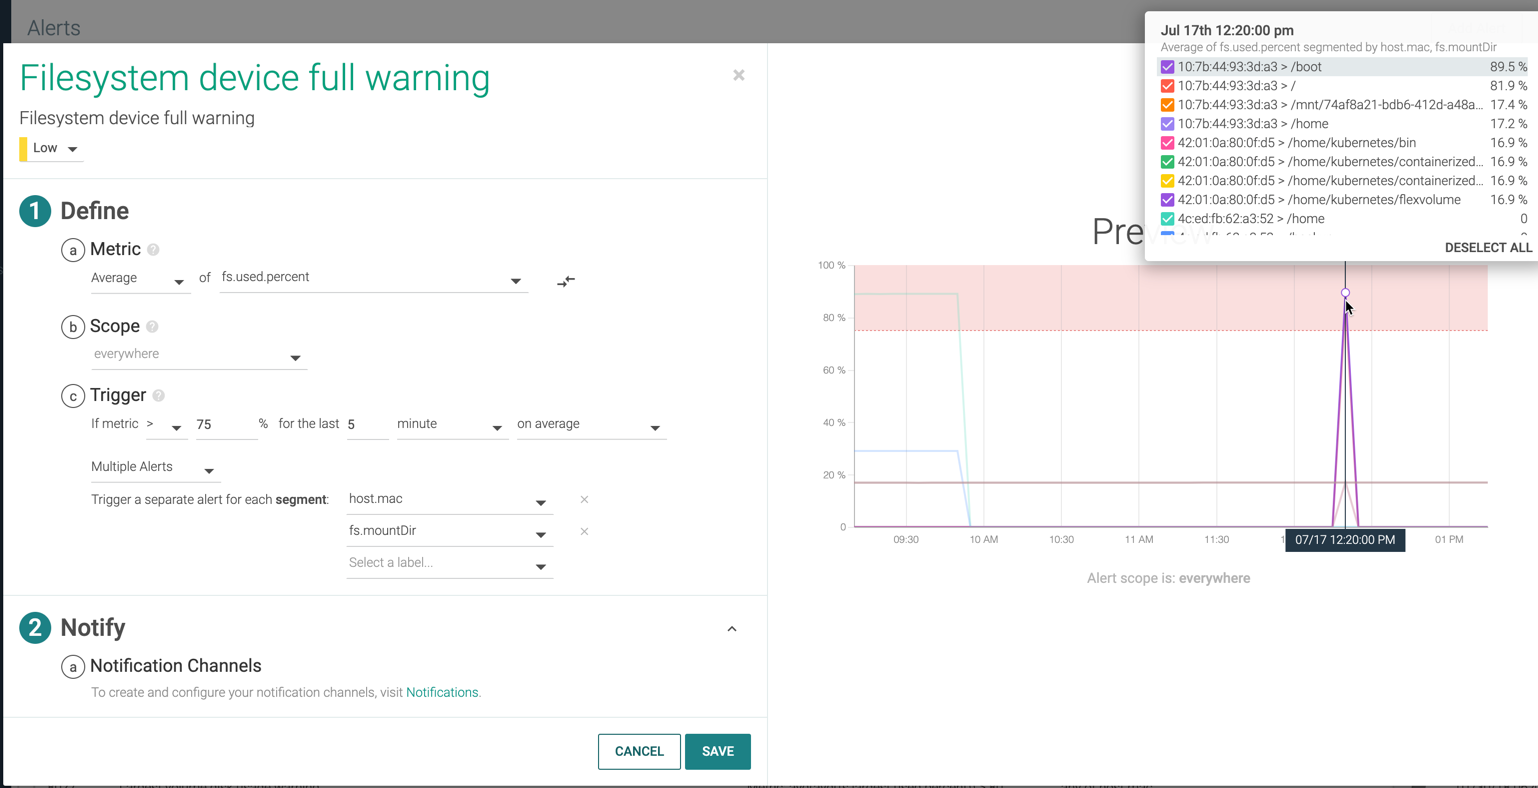 Alerts
Filesystem device full warning
Filesystem device full warning
Low
1 Define
a Metric ?
Average of fs.used.percent
b Scope ?
everywhere
c Trigger ?
If metric > 75 % for the last 5 minute on average
Multiple Alerts
Trigger a separate alert for each segment: host.mac
fs.mountDir
Select a label...
2 Notify
a Notification Channels
To create and configure your notification channels, visit Notifications.
CANCEL SAVE
Jul 17th 12:20:00 pm
Average of fs.used.percent segmented by host.mac, fs.mountDir
10:7b:44:93:3d:a3 > /boot 89.5 %
10:7b:44:93:3d:a3 > / 81.9 %
10:7b:44:93:3d:a3 > /mnt/74af8a21-bdb6-412d-a48a... 17.4 %
10:7b:44:93:3d:a3 > /home 17.2 %
42:01:0a:80:0f:d5 > /home/kubernetes/bin 16.9 %
42:01:0a:80:0f:d5 > /home/kubernetes/containerized... 16.9 %
42:01:0a:80:0f:d5 > /home/kubernetes/containerized... 16.9 %
42:01:0a:80:0f:d5 > /home/kubernetes/flexvolume 16.9 %
4c:ed:fb:62:a3:52 > /home 0
DESELECT ALL
Preview
100 %
80 %
60 %
40 %
20 %
0
09:30 10 AM 10:30 11 AM 11:30 07/17 12:20:00 PM 01 PM
Alert scope is: everywhere